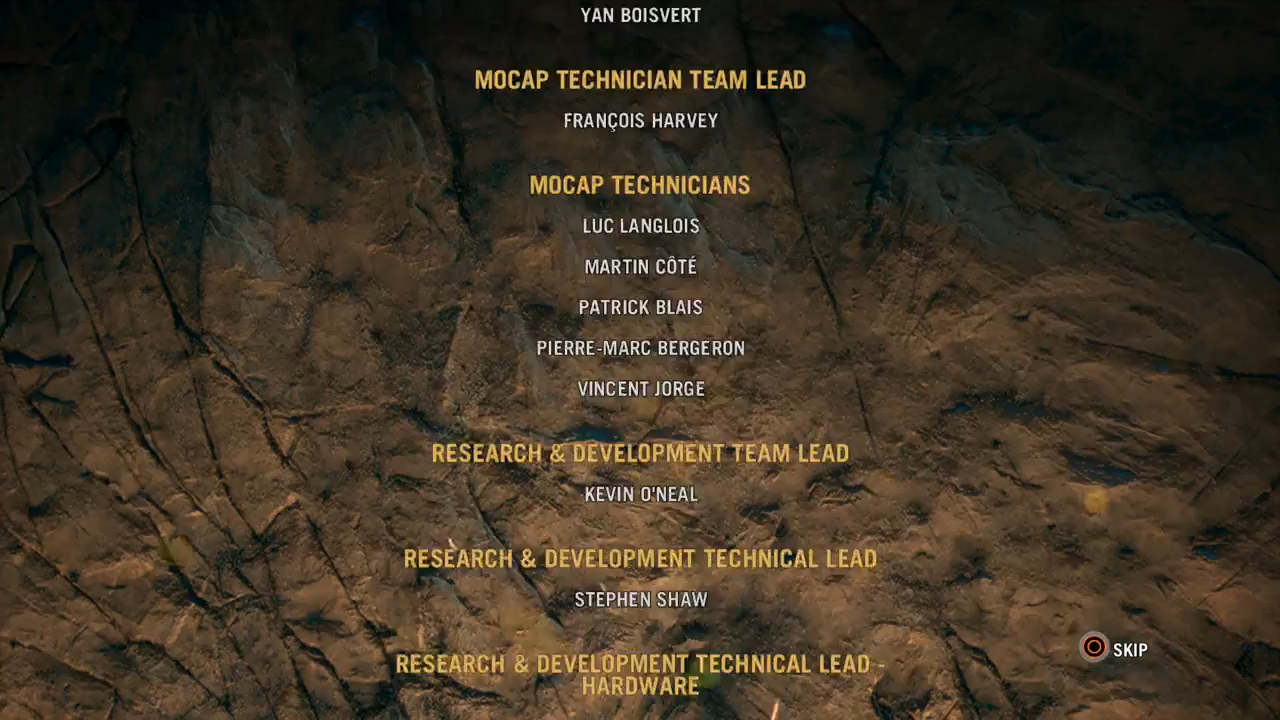 YAN BOISVERT
MOCAP TECHNICIAN TEAM LEAD
FRANÇOIS HARVEY
MOCAP TECHNICIANS
LUC LANGLOIS
MARTIN CÔTÉ
PATRICK BLAIS
PIERRE-MARC BERGERON
VINCENT JORGE
RESEARCH & DEVELOPMENT TEAM LEAD
KEVIN O'NEAL
RESEARCH & DEVELOPMENT TECHNICAL LEAD
STEPHEN SHAW
SKIP
RESEARCH & DEVELOPMENT TECHNICAL LEAD -
HARDWARE